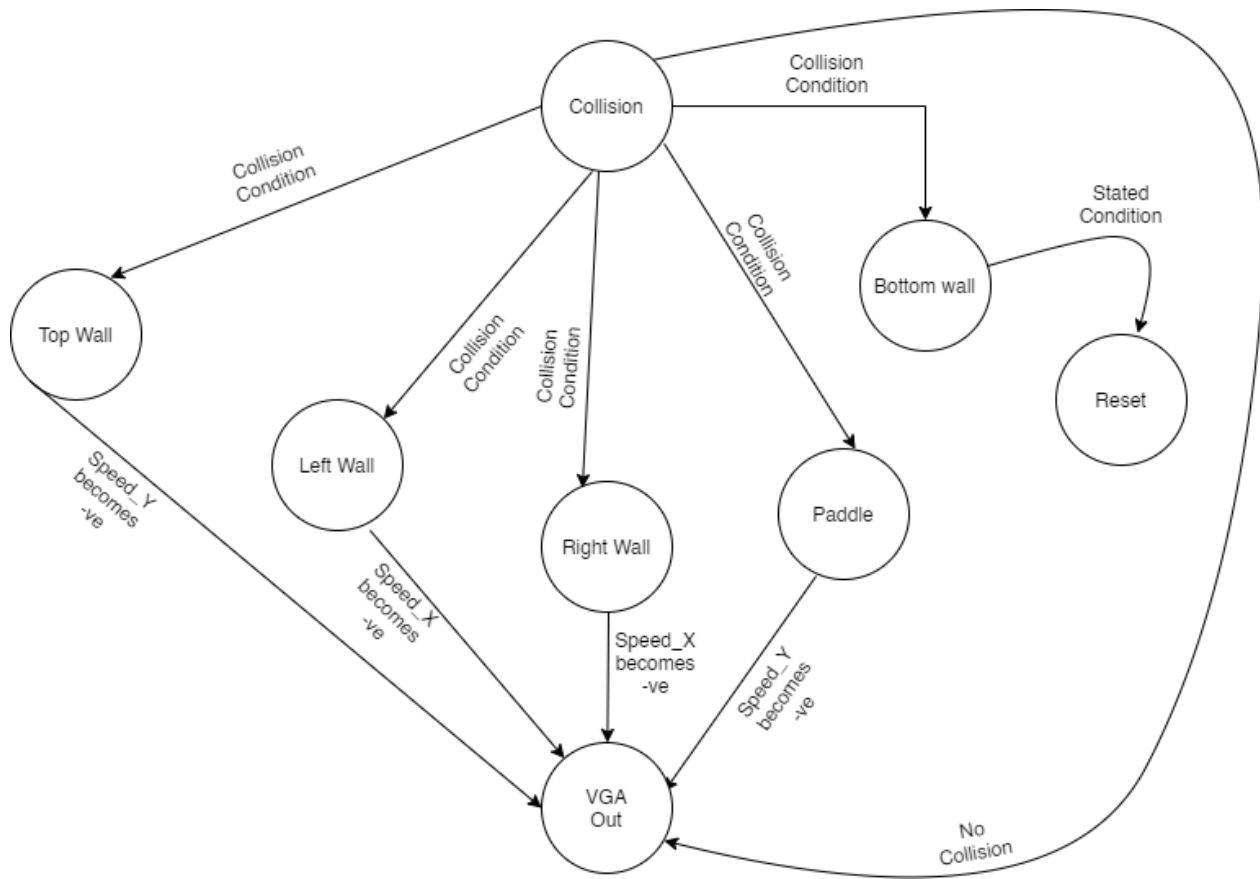 Collision
Condition
Collision
Collision
Condition
Stated
Condition
Collision
Condition
Bottom wall
Top Wall
Collision
Condition
Collision
Condition
Reset
Left Wall
Paddle
Right Wall
Speed_Y
becomes
-ve
Speed_X
becomes
-ve
Speed_X
becomes
-ve
Speed_Y
becomes
-ve
VGA
Out
No
Collision